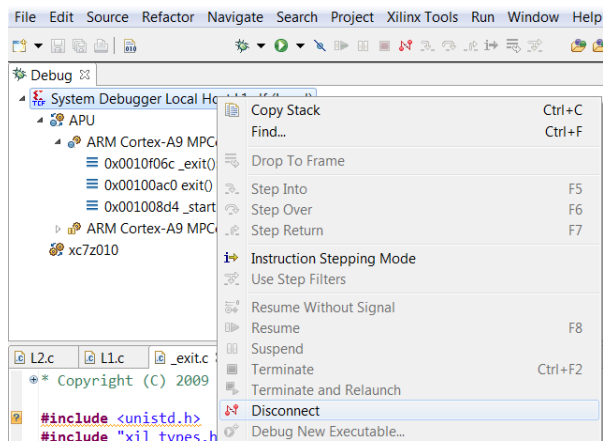 File Edit Source Refactor Navigate Search Project Xilinx Tools Run Window Help
Debug
System Debugger Local
APU
ARM Cortex-A9 MPC
0x0010f06c _exit()
0x00100ac0 exit()
0x001008d4 _start
ARM Cortex-A9 MPC
xc7z010
Copy Stack Ctrl+C
Find... Ctrl+F
Drop To Frame
Step Into F5
Step Over F6
Step Return F7
Instruction Stepping Mode
Use Step Filters
Resume Without Signal
Resume F8
Suspend
Terminate Ctrl+F2
Terminate and Relaunch
Disconnect
Debug New Executable...
L2.c L1.c _exit.c
* Copyright (C) 2009
#include <unistd.h>
#include "xil_types.h